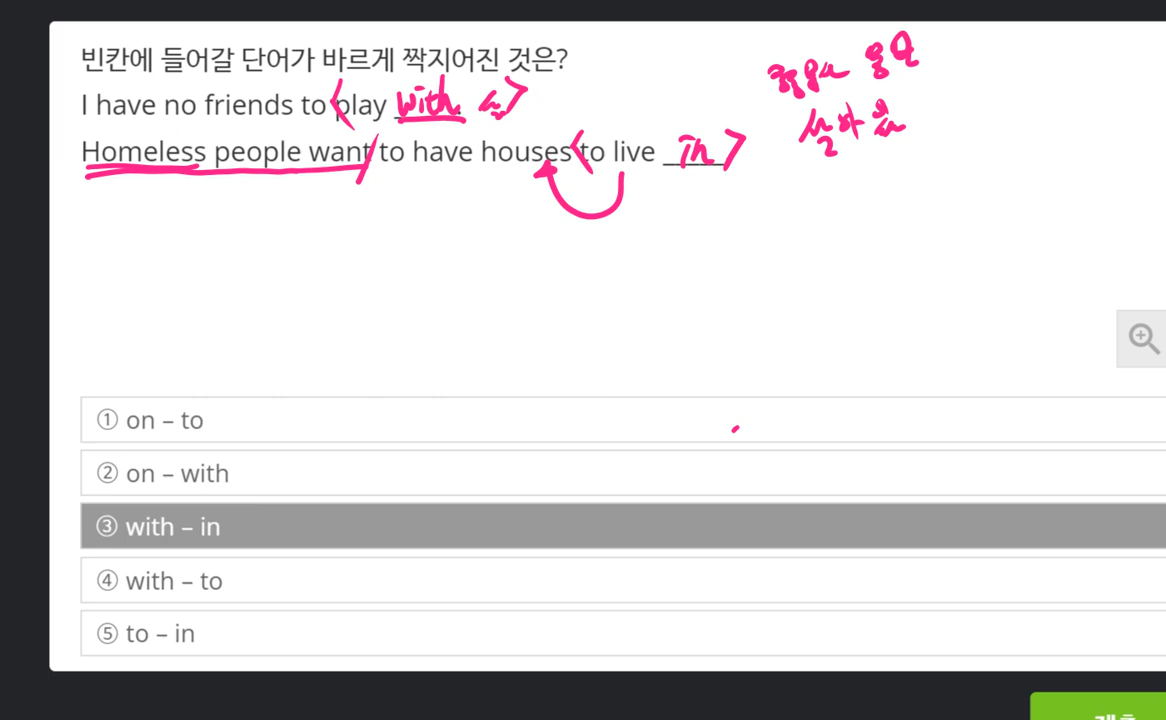 빈칸에 들어갈 단어가 바르게 짝지어진 것은?
I have no friends to play with
Homeless people want to have houses to live in
① on – to
② on – with
③ with – in
④ with – to
⑤ to – in